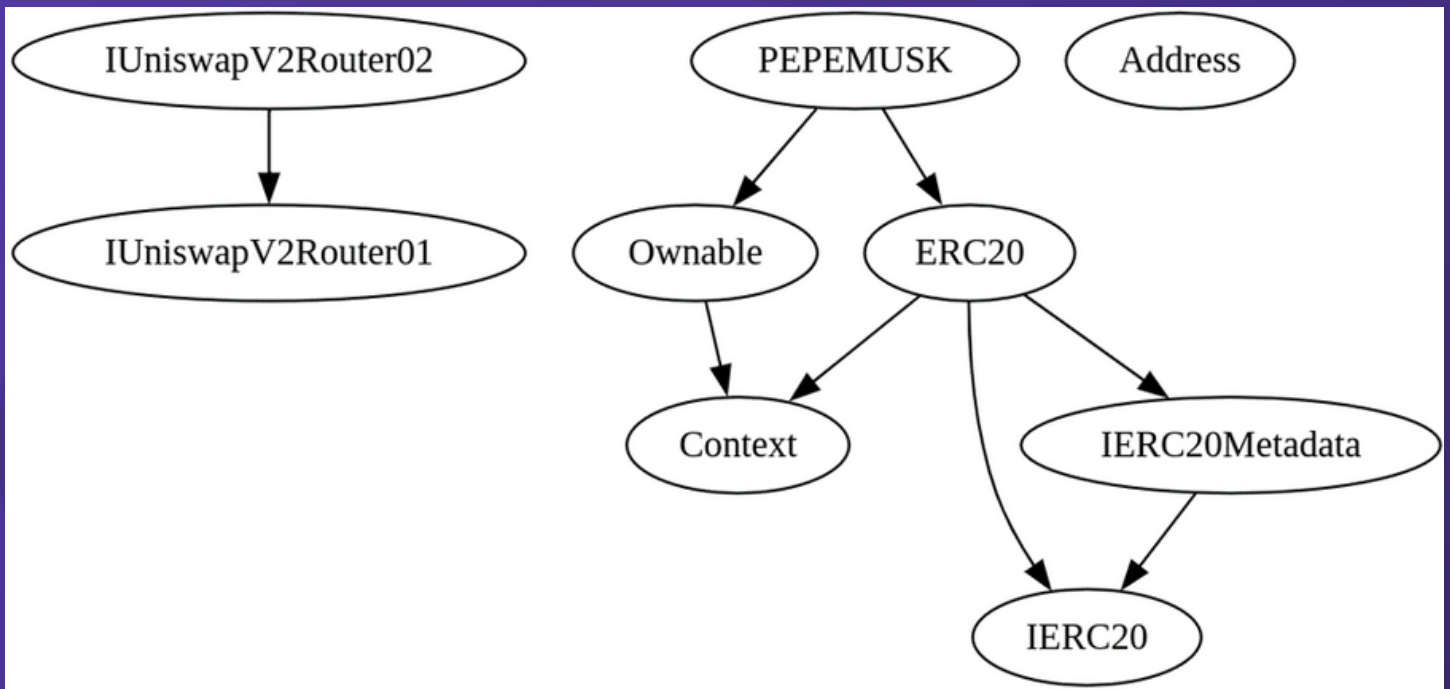 IUniswapV2Router02
PEPEMUSK
Address
IUniswapV2Router01
Ownable
ERC20
Context
IERC20Metadata
IERC20